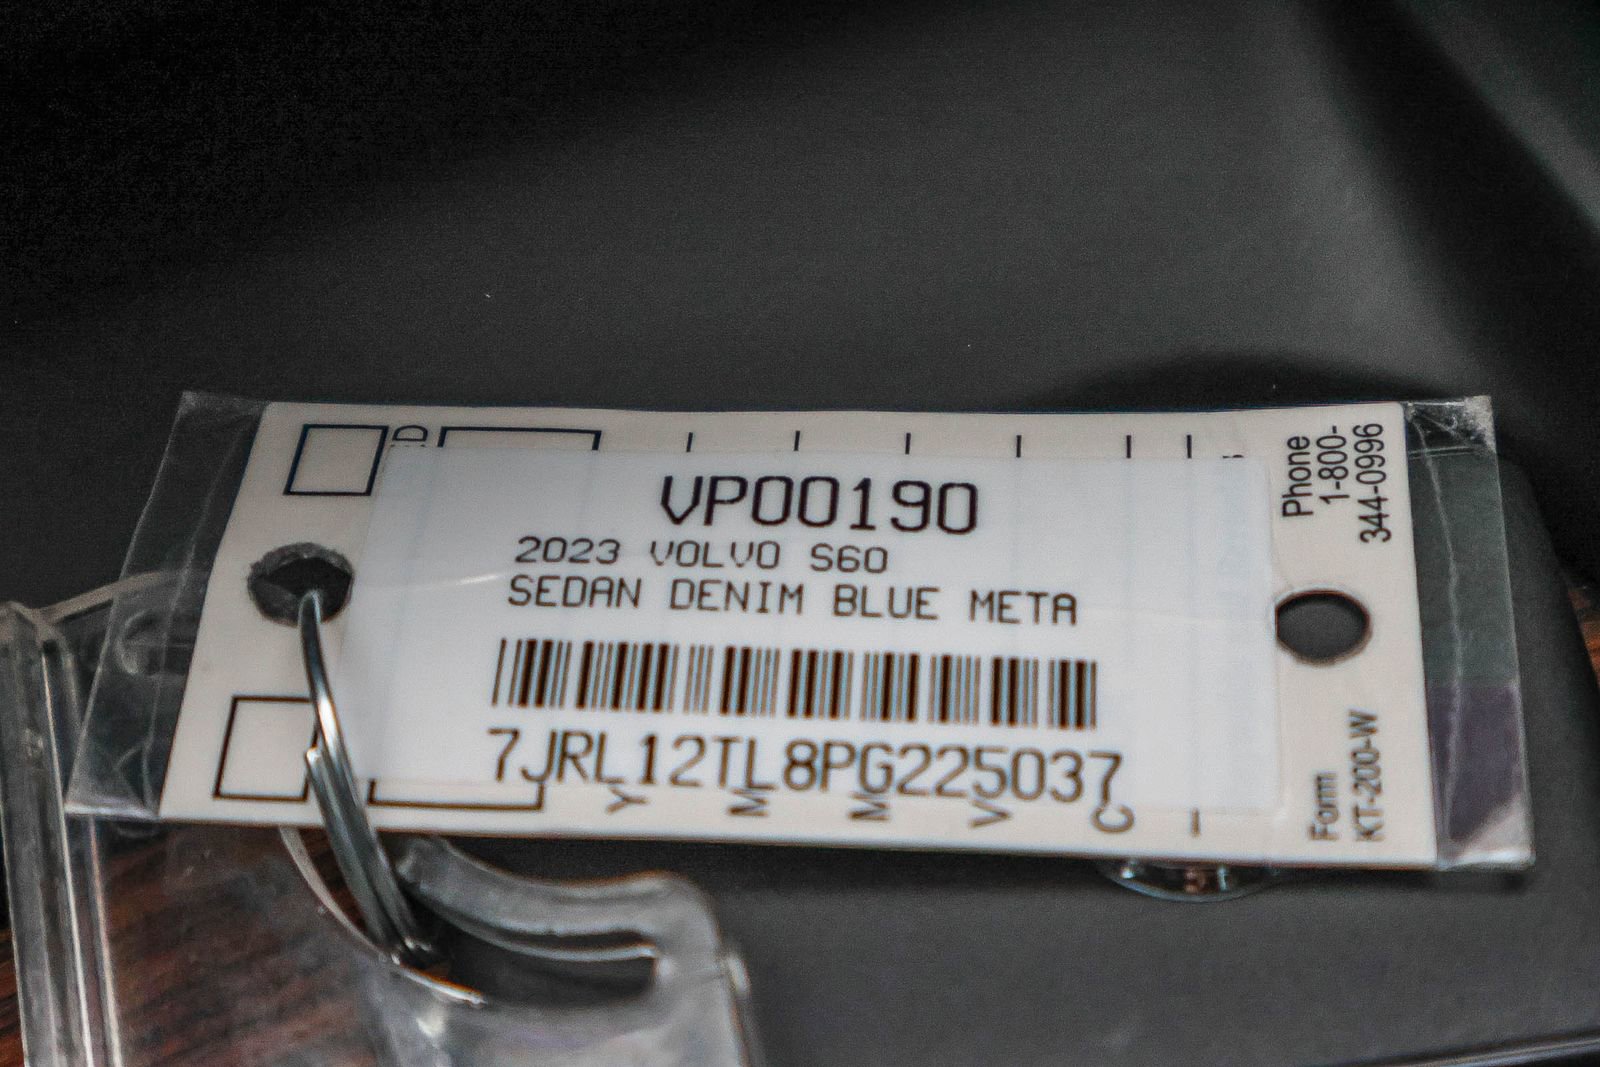 VP00190
2023 VOLVO S60
SEDAN DENIM BLUE META
7JRL12TL8PG225037
Phone
1-800-
344-0996
Form
KT-200-W